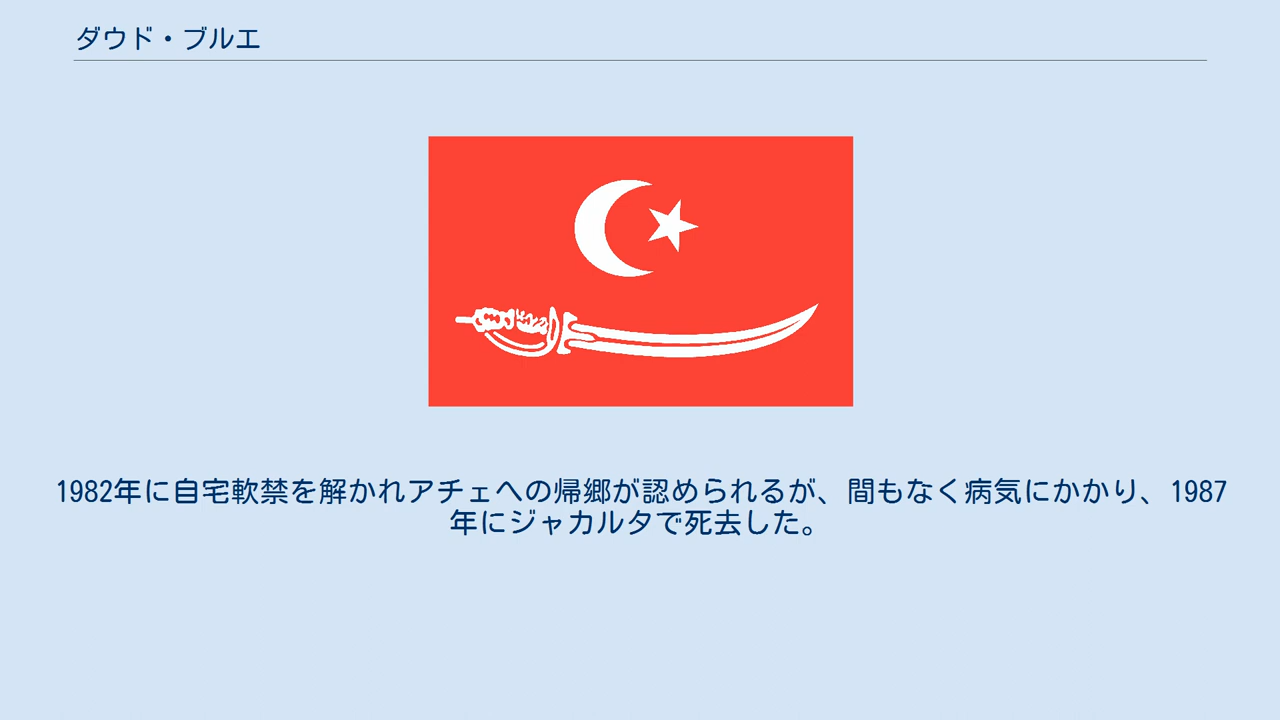 ダウド・ブルエ
1982年に自宅軟禁を解かれアチェへの帰郷が認められるが、間もなく病気にかかり、1987
年にジャカルタで死去した。